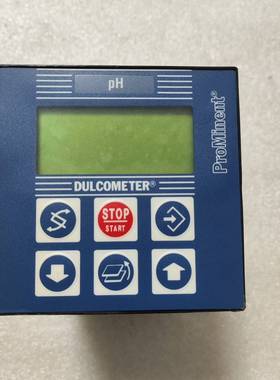 pH
ProMinent®
DULCOMETER®
STOP
START